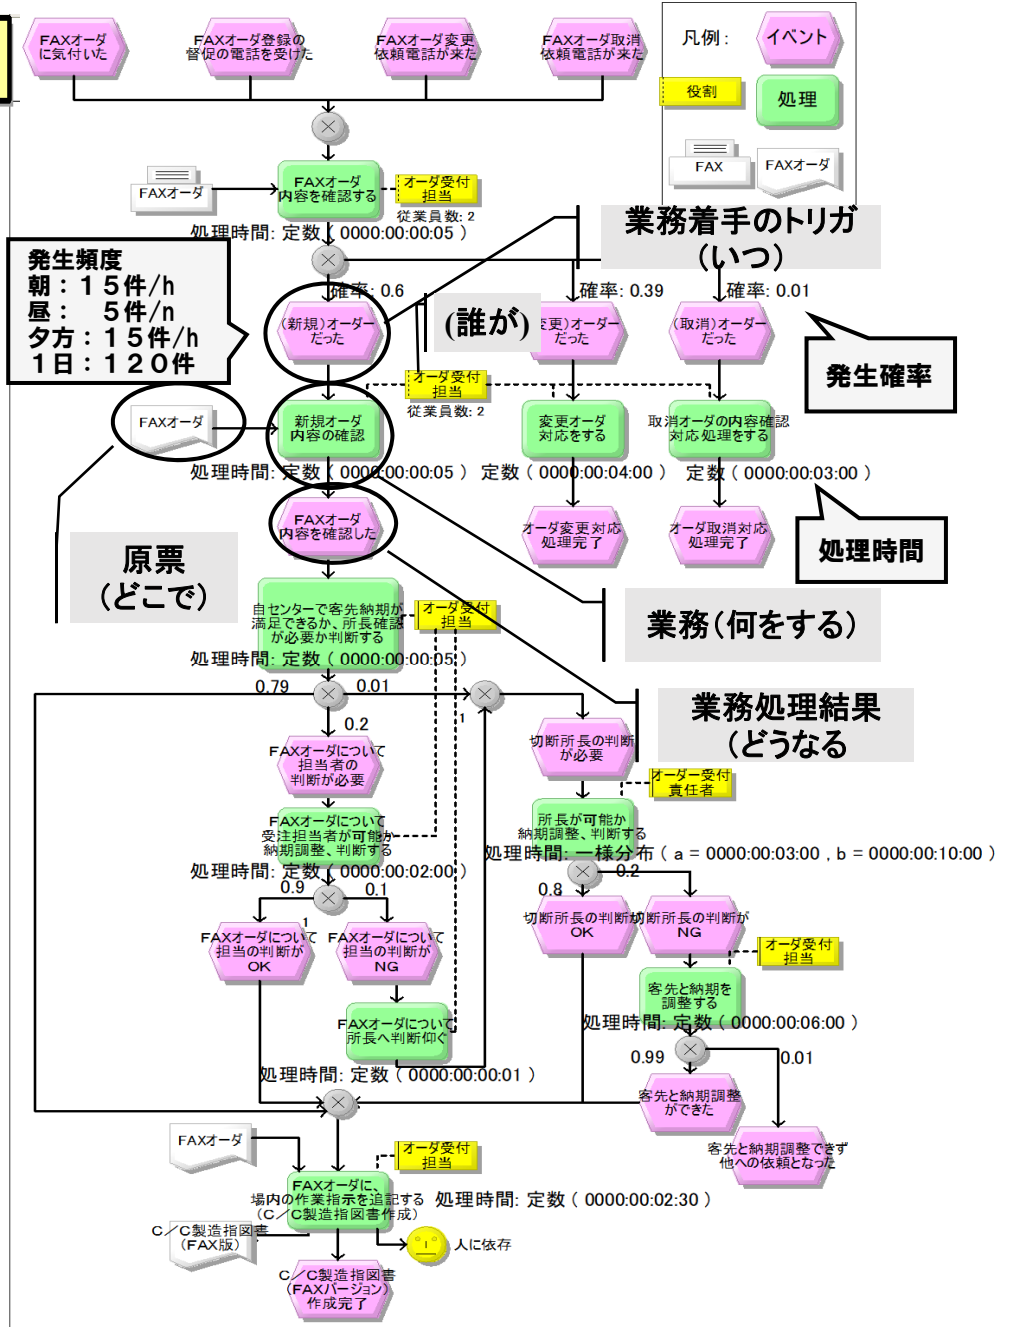 FAXオーダ
に気付いた
FAXオーダ登録の
督促の電話を受けた
FAXオーダ変更
依頼電話が来た
FAXオーダ取消
依頼電話が来た
凡例：
イベント
役割
処理
FAX
FAXオーダ
FAXオーダ
FAXオーダ
内容を確認する
オーダ受付
担当
従業員数: 2
処理時間: 定数 ( 0000:00:00:05 )
業務着手のトリガ
（いつ）
発生頻度
朝：１５件/h
昼：　５件/h
夕方：１５件/h
１日：１２０件
確率: 0.6
確率: 0.39
確率: 0.01
（新規）オーダー
だった
(誰が)
変更）オーダー
だった
（取消）オーダー
だった
発生確率
オーダ受付
担当
従業員数: 2
FAXオーダ
新規オーダ
内容の確認
変更オーダ
対応をする
取消オーダの内容確認
対応処理をする
処理時間: 定数 ( 0000:00:00:05 )
定数 ( 0000:00:04:00 )
定数 ( 0000:00:03:00 )
FAXオーダ
内容を確認した
オーダ変更対応
処理完了
オーダ取消対応
処理完了
処理時間
原票
（どこで）
自センターで客先納期が
満足できるか、所長確認
が必要か判断する
オーダ受付
担当
業務（何をする）
処理時間: 定数 ( 0000:00:00:05 )
0.79
0.01
0.2
1
業務処理結果
（どうなる
FAXオーダについて
担当者の
判断が必要
切断所長の判断
が必要
オーダー受付
責任者
FAXオーダについて
受注担当者が可能か
納期調整、判断する
所長が可能か
納期調整、判断する
処理時間: 一様分布 ( a = 0000:00:03:00 , b = 0000:00:10:00 )
処理時間: 定数 ( 0000:00:02:00 )
0.9
0.1
0.8
0.2
1
FAXオーダについて
担当の判断が
OK
FAXオーダについて
担当の判断が
NG
切断所長の判断が
OK
切断所長の判断が
NG
オーダ受付
担当
客先と納期を
調整する
FAXオーダについて
所長へ判断仰ぐ
処理時間: 定数 ( 0000:00:06:00 )
0.99
0.01
処理時間: 定数 ( 0000:00:00:01 )
客先と納期調整
ができた
客先と納期調整できず
他への依頼となった
FAXオーダ
オーダ受付
担当
FAXオーダに、
場内の作業指示を追記する
（C／C製造指図書作成）
処理時間: 定数 ( 0000:00:02:30 )
C／C製造指図書
（FAX版）
人に依存
C／C製造指図書
（FAXバージョン）
作成完了